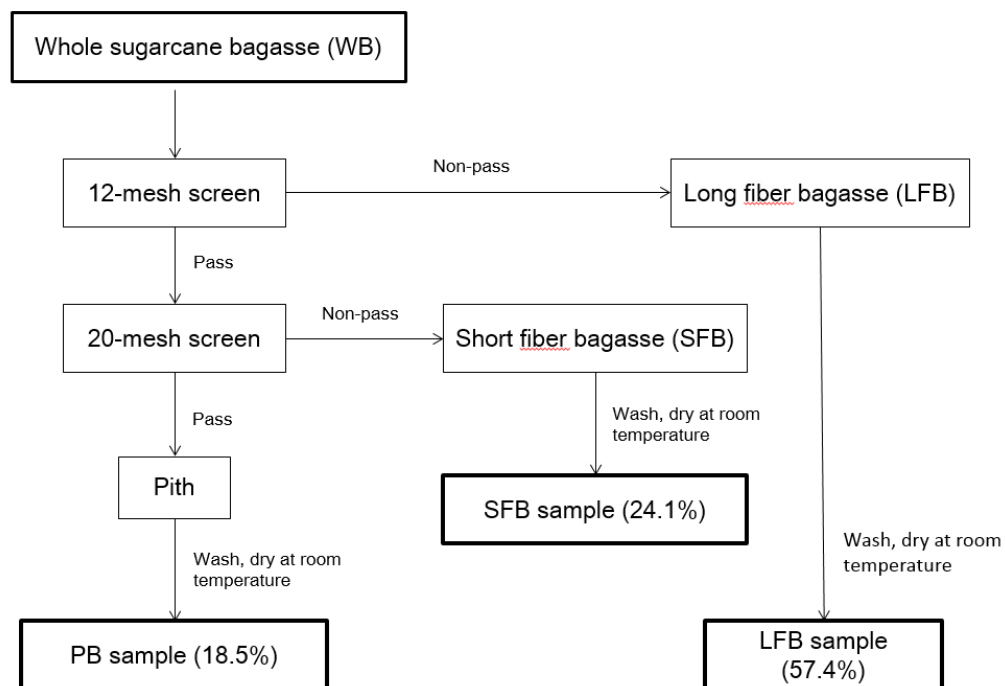 Whole sugarcane bagasse (WB)
12-mesh screen
Non-pass
Long fiber bagasse (LFB)
Pass
20-mesh screen
Non-pass
Short fiber bagasse (SFB)
Pass
Wash, dry at room
temperature
Pith
SFB sample (24.1%)
Wash, dry at room
temperature
Wash, dry at room
temperature
PB sample (18.5%)
LFB sample
(57.4%)